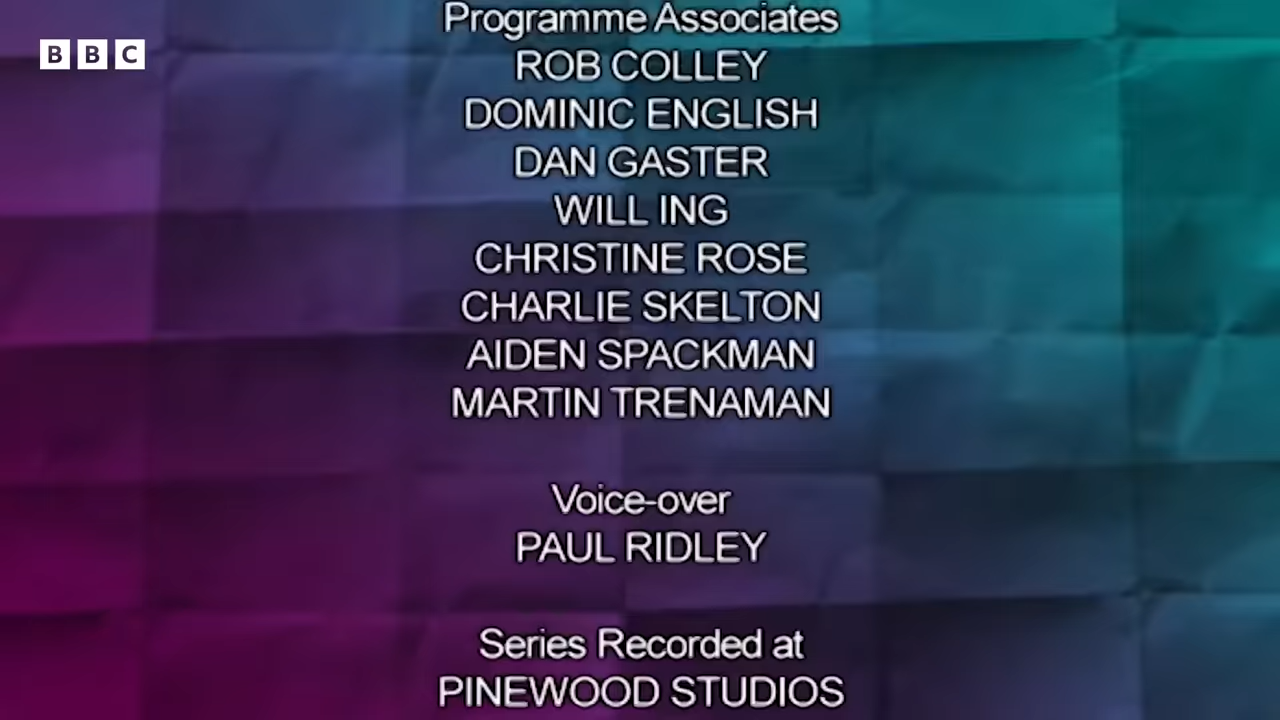 BBC
Programme Associates
ROB COLLEY
DOMINIC ENGLISH
DAN GASTER
WILL ING
CHRISTINE ROSE
CHARLIE SKELTON
AIDEN SPACKMAN
MARTIN TRENAMAN
Voice-over
PAUL RIDLEY
Series Recorded at
PINEWOOD STUDIOS